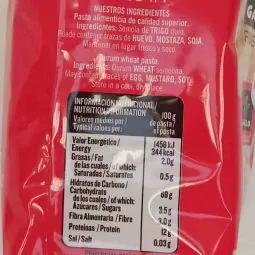 NUESTROS INGREDIENTES
Pasta alimenticia de calidad superior.
Ingredientes: Sémola de TRIGO duro.
Puede contener trazas de HUEVO, MOSTAZA, SOJA.
Mantener en lugar fresco y seco.
Durum wheat pasta.
Ingredients: Durum WHEAT semolina.
May contain traces of EGG, MUSTARD, SOY.
Store in a cool, dry place.
INFORMACIÓN NUTRICIONAL /
NUTRITION INFORMATION
Valores medios por /
Typical values per:
100 g
de pasta /
of pasta
Valor Energético /
Energy
1458 kJ
344 kcal
Grasas / Fat
2.0g
de las cuales / of which:
Saturadas / Saturates
0.5g
Hidratos de Carbono /
Carbohydrate
69 g
de los cuales / of which:
Azúcares / Sugars
3.5g
Fibra Alimentaria / Fibre
3.0g
Proteínas / Protein
12g
Sal / Salt
0,03g
GA